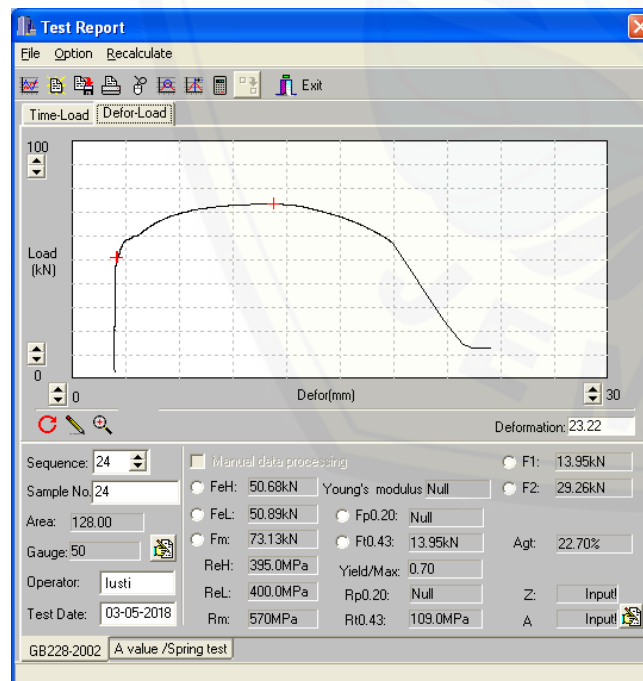 Test Report
File Option Recalculate
Exit
Time-Load Defor-Load
100
Load
(kN)
0
0 Defor(mm) 30
Deformation: 23.22
Sequence: 24 Manual data processing F1: 13.95kN
Sample No. 24 FeH: 50.68kN Young's modulus Null F2: 29.26kN
Area: 128.00 FeL: 50.89kN Fp0.20: Null
Gauge: 50 Fm: 73.13kN Ft0.43: 13.95kN Agt: 22.70%
ReH: 395.0MPa Yield/Max: 0.70
Operator: lusti ReL: 400.0MPa Rp0.20: Null Z: Input!
Test Date: 03-05-2018 Rm: 570MPa Rt0.43: 109.0MPa A Input!
GB228-2002 A value /Spring test